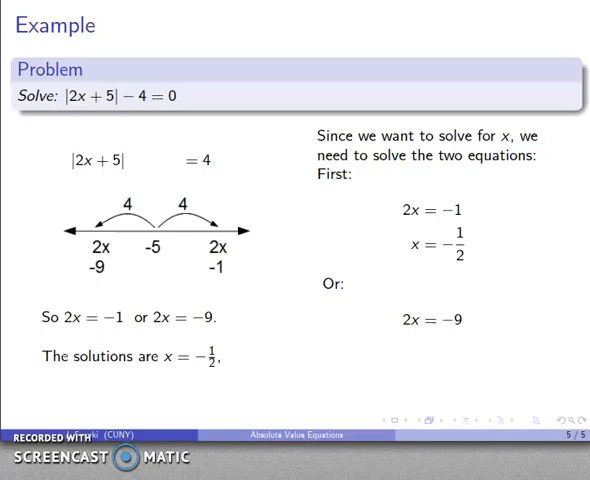 Example
Problem
Solve: |2x + 5| − 4 = 0
|2x + 5| = 4
4 4
2x -5 2x
-9 -1
So 2x = −1 or 2x = −9.
The solutions are x = −1/2,
Since we want to solve for x, we
need to solve the two equations:
First:
2x = −1
x = −1/2
Or:
2x = −9
(CUNY) Absolute Value Equations 5 / 5
RECORDED WITH
SCREENCAST MATIC